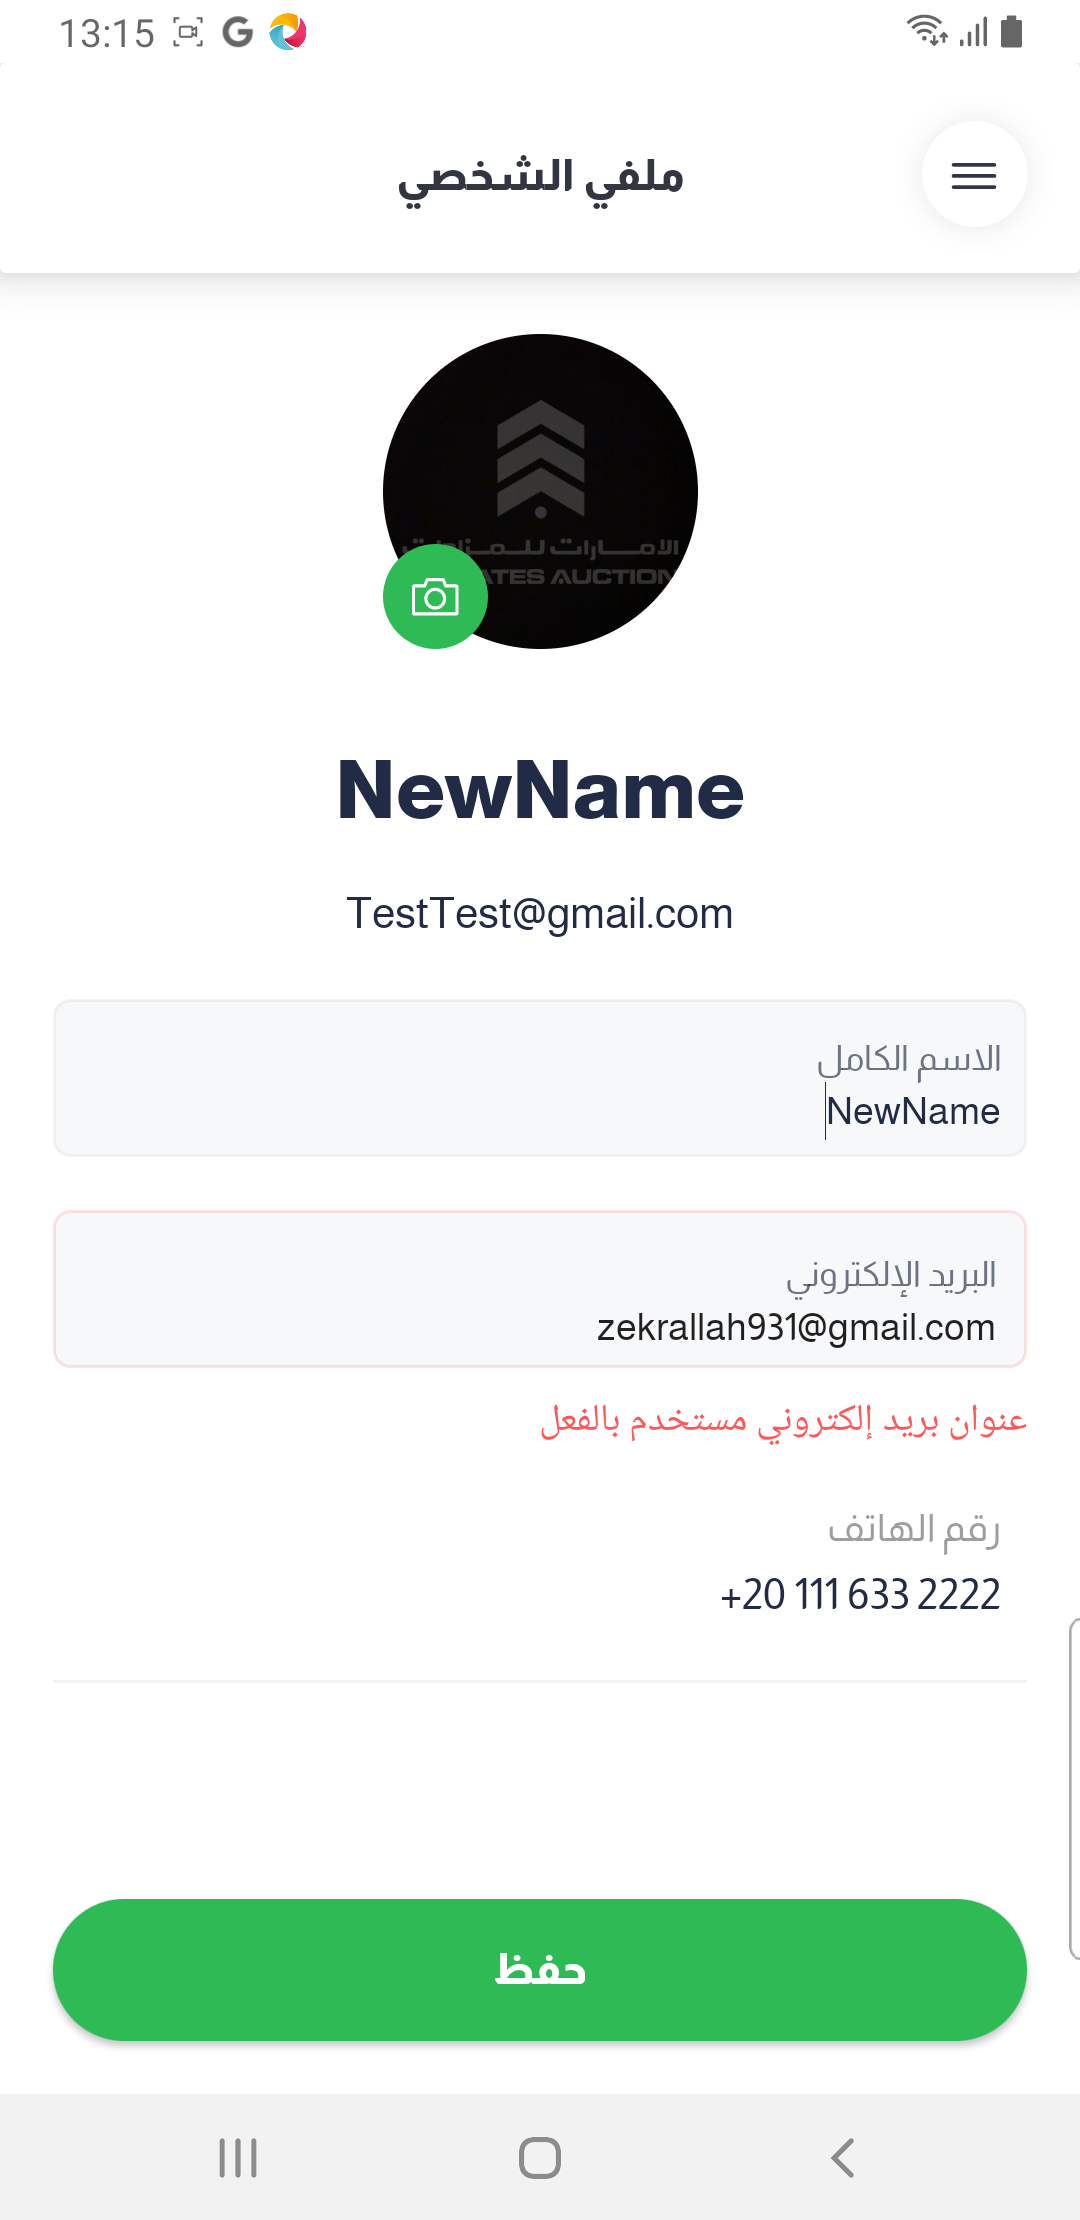 13:15
ملفي الشخصي
الامارات للمزادات
ATES AUCTION
NewName
TestTest@gmail.com
الاسم الكامل
NewName
البريد الإلكتروني
zekrallah931@gmail.com
عنوان بريد إلكتروني مستخدم بالفعل
رقم الهاتف
+20 111 633 2222
حفظ